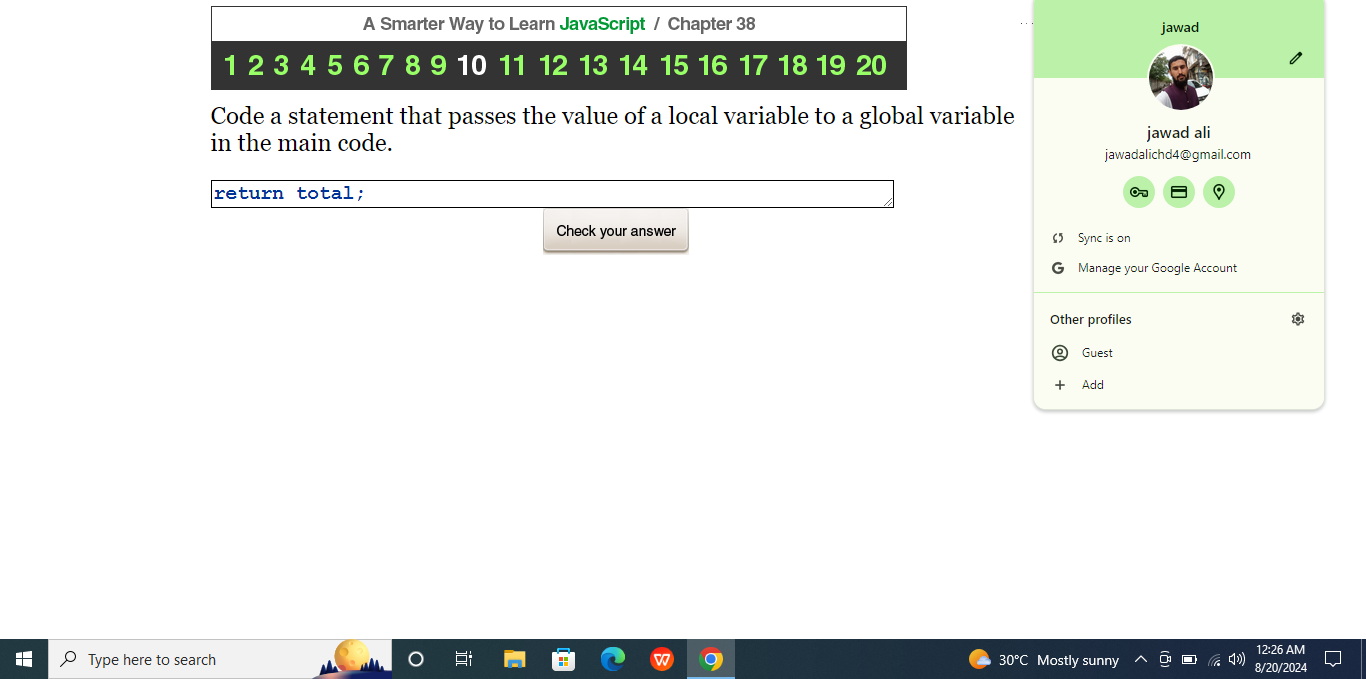 A Smarter Way to Learn JavaScript / Chapter 38
1 2 3 4 5 6 7 8 9 10 11 12 13 14 15 16 17 18 19 20
Code a statement that passes the value of a local variable to a global variable
in the main code.
return total;
Check your answer
jawad
jawad ali
jawadalichd4@gmail.com
Sync is on
Manage your Google Account
Other profiles
Guest
Add
Type here to search
30°C Mostly sunny
12:26 AM
8/20/2024